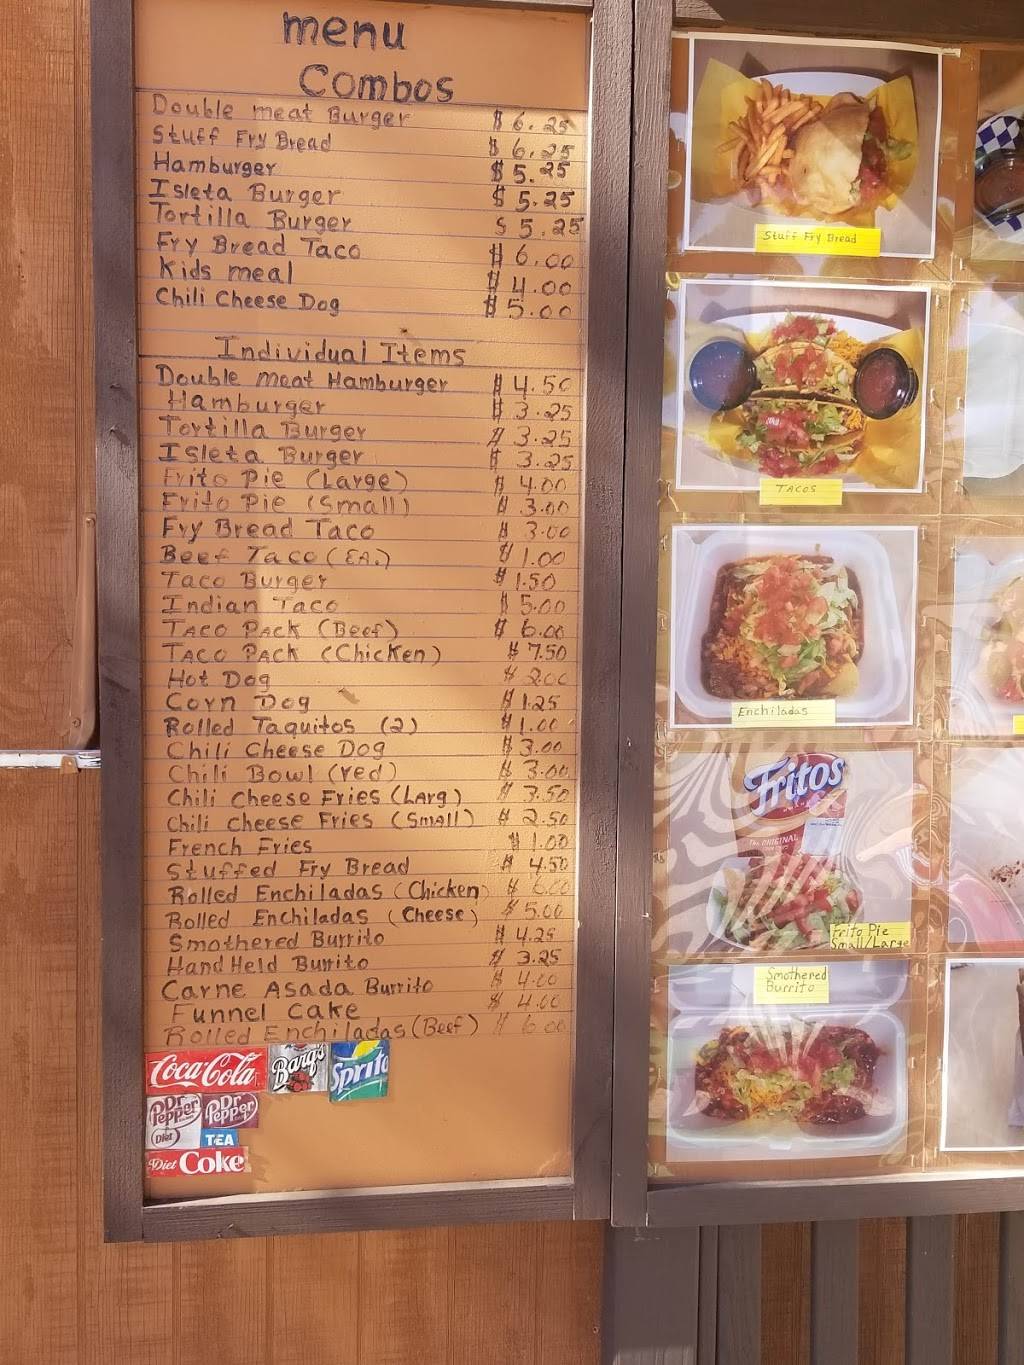 menu
Combos
Double meat Burger $6.25
Stuff Fry Bread $6.25
Hamburger $5.25
Isleta Burger $5.25
Tortilla Burger $5.25
Fry Bread Taco $6.00
Kids meal $4.00
Chili Cheese Dog $5.00
Individual Items
Double meat Hamburger $4.50
Hamburger $3.25
Tortilla Burger $3.25
Isleta Burger $3.25
Frito Pie (Large) $4.00
Frito Pie (Small) $3.00
Fry Bread Taco $3.00
Beef Taco (EA.) $1.00
Taco Burger $1.50
Indian Taco $5.00
Taco Pack (Beef) $6.00
Taco Pack (Chicken) $7.50
Hot Dog $2.00
Corn Dog $1.25
Rolled Taquitos (2) $1.00
Chili Cheese Dog $3.00
Chili Bowl (red) $3.00
Chili Cheese Fries (Larg) $3.50
Chili Cheese Fries (Small) $2.50
French Fries $1.00
Stuffed Fry Bread $4.50
Rolled Enchiladas (Chicken) $6.00
Rolled Enchiladas (Cheese) $5.00
Smothered Burrito $4.25
Hand Held Burrito $3.25
Carne Asada Burrito $4.00
Funnel Cake $4.00
Rolled Enchiladas (Beef) $6.00
Coca-Cola Barq's Sprite
Dr Pepper Dr Pepper
Diet TEA
Diet Coke
Stuff Fry Bread
TACOS
Enchiladas
Fritos
The ORIGINAL
Frito Pie
Small/Large
Smothered
Burrito